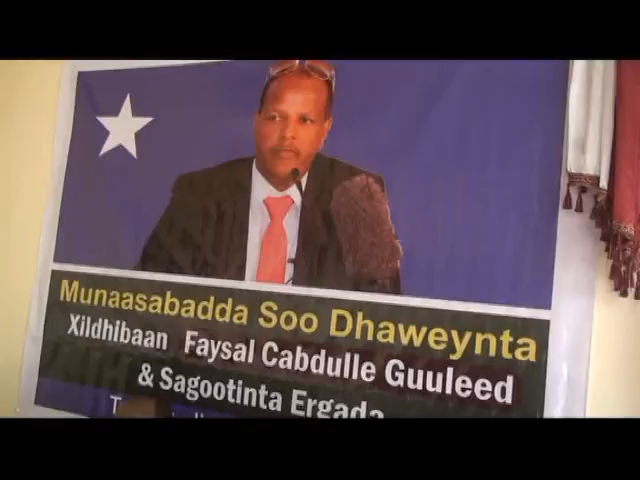 Munaasabadda Soo Dhaweynta
Xildhibaan Faysal Cabdulle Guuleed
& Sagootinta Ergada